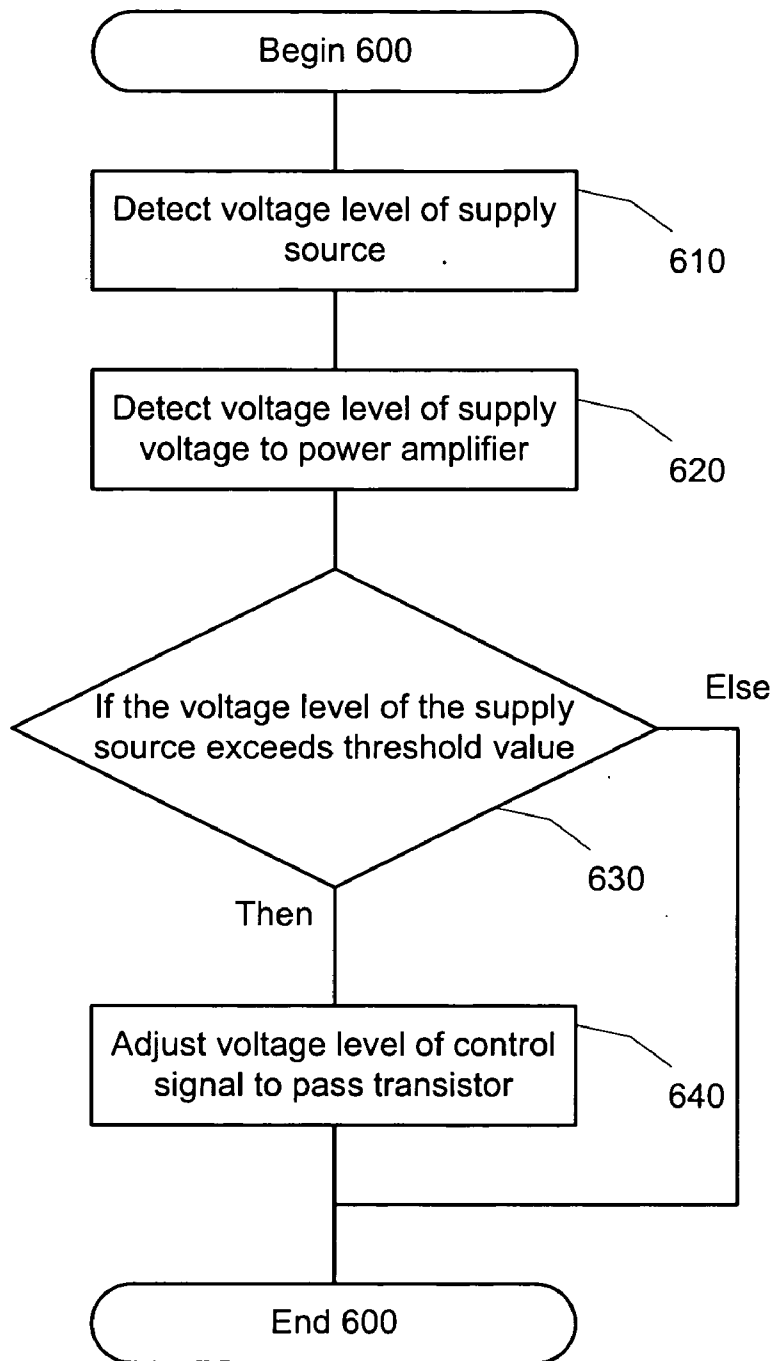 Begin 600
Detect voltage level of supply
source
610
Detect voltage level of supply
voltage to power amplifier
620
Else
If the voltage level of the supply
source exceeds threshold value
630
Then
Adjust voltage level of control
signal to pass transistor
640
End 600